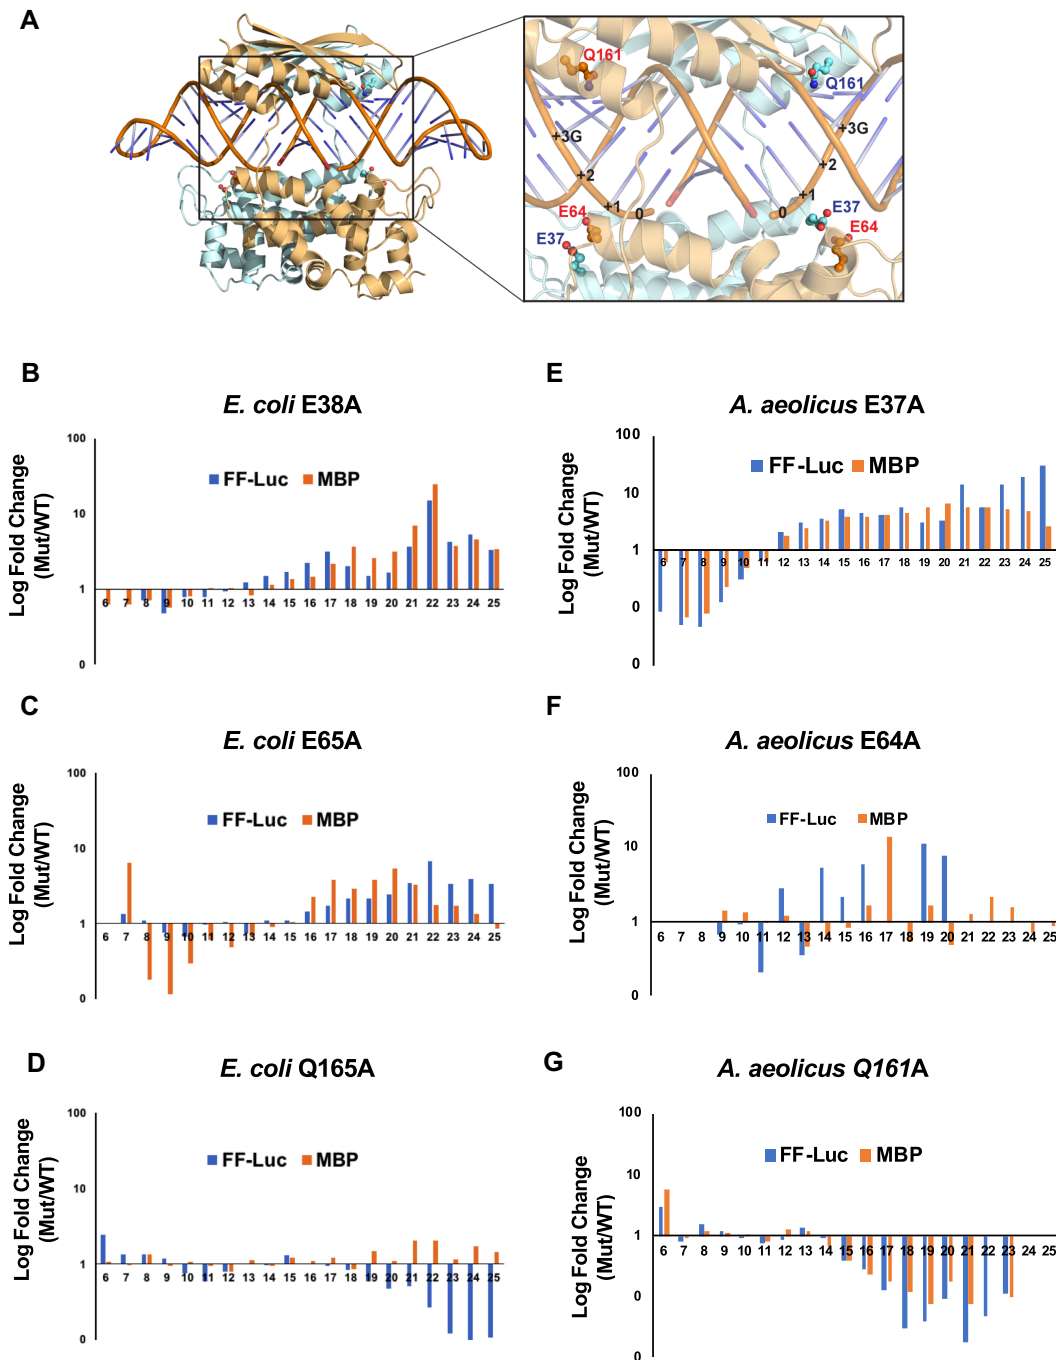 A
Q161
Q161
+3G
+3G
+2
+2
+1
+1
0
0
E64
E37
E37
E64
B
E. coli E38A
Log Fold Change
(Mut/WT)
100
10
1
0
FF-Luc MBP
6 7 8 9 10 11 12 13 14 15 16 17 18 19 20 21 22 23 24 25
E
A. aeolicus E37A
Log Fold Change
(Mut/WT)
100
10
1
0
0
FF-Luc MBP
6 7 8 9 10 11 12 13 14 15 16 17 18 19 20 21 22 23 24 25
C
E. coli E65A
Log Fold Change
(Mut/WT)
100
10
1
0
FF-Luc MBP
6 7 8 9 10 11 12 13 14 15 16 17 18 19 20 21 22 23 24 25
F
A. aeolicus E64A
Log Fold Change
(Mut/WT)
100
10
1
0
FF-Luc MBP
6 7 8 9 10 11 12 13 14 15 16 17 18 19 20 21 22 23 24 25
D
E. coli Q165A
Log Fold Change
(Mut/WT)
100
10
1
0
FF-Luc MBP
6 7 8 9 10 11 12 13 14 15 16 17 18 19 20 21 22 23 24 25
G
A. aeolicus Q161A
Log Fold Change
(Mut/WT)
100
10
1
0
0
FF-Luc MBP
6 7 8 9 10 11 12 13 14 15 16 17 18 19 20 21 22 23 24 25